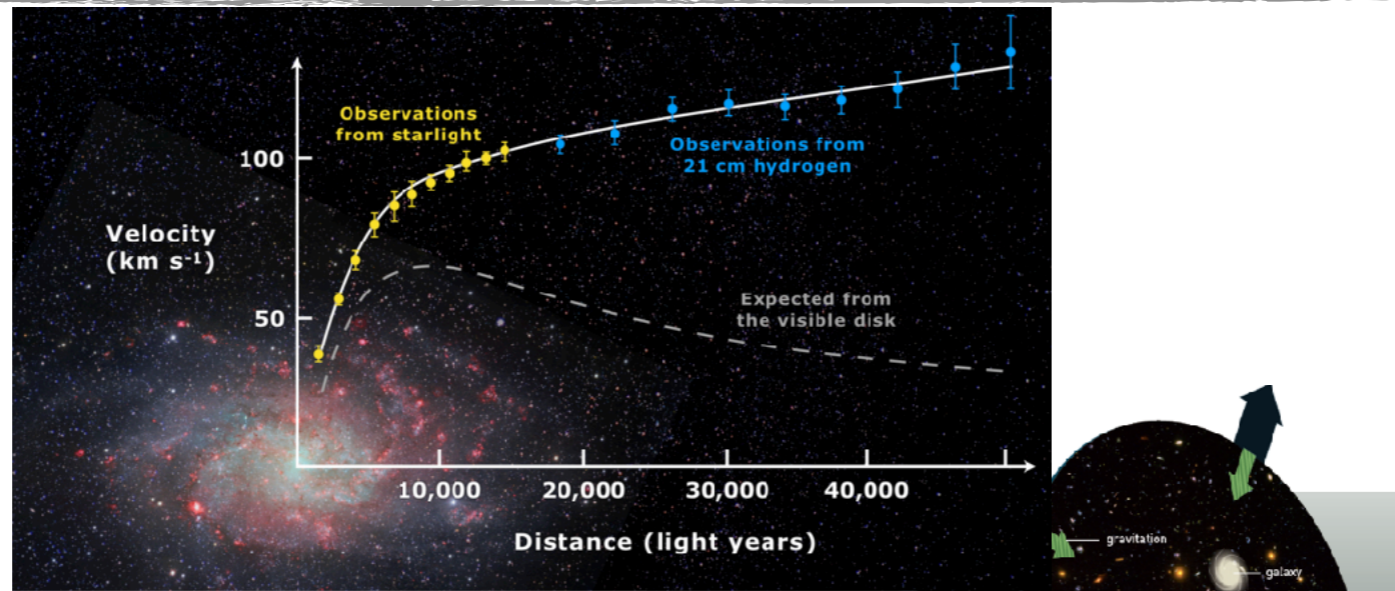 Observations
from starlight
100
Observations from
21 cm hydrogen
Velocity
(km s⁻¹)
Expected from
the visible disk
50
10,000
20,000
30,000
40,000
Distance (light years)
gravitation
galaxy